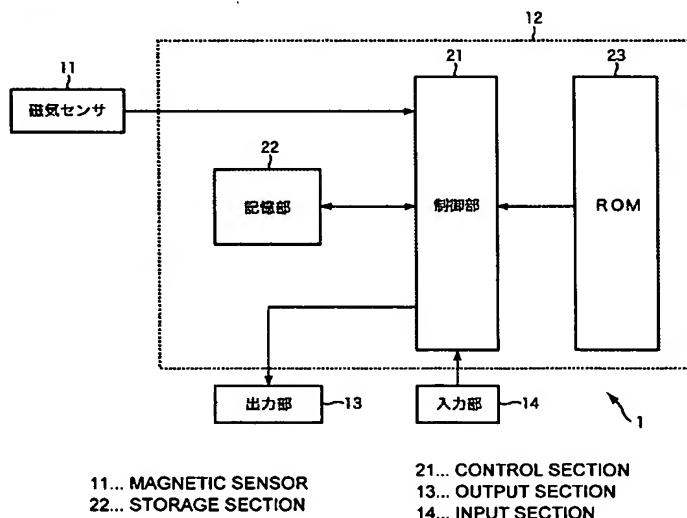 12
11
21
23
磁気センサ
22
記憶部
制御部
ROM
出力部
13
入力部
14
1
11... MAGNETIC SENSOR
22... STORAGE SECTION
21... CONTROL SECTION
13... OUTPUT SECTION
14... INPUT SECTION